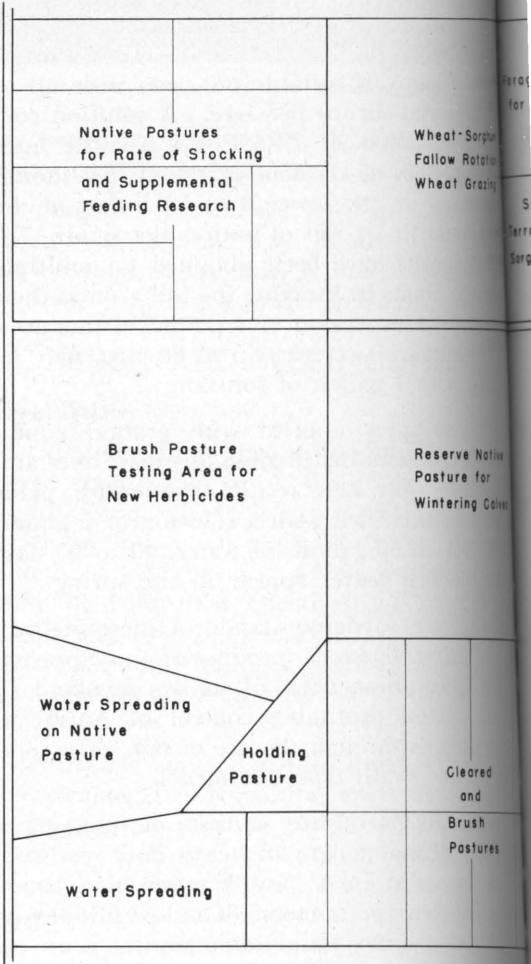 Native Pastures
for Rate of Stocking
and Supplemental
Feeding Reserch
Wheat-Sorghum
Fallow Rotation
Wheat Grazing
for
Brush Pasture
Testing Area for
New Herbicides
Reserve Native
Pasture for
Wintering Calves
Water Spreading
on Native
Pasture
Holding
Pasture
Cleared
and
Brush
Pastures
Water Spreading